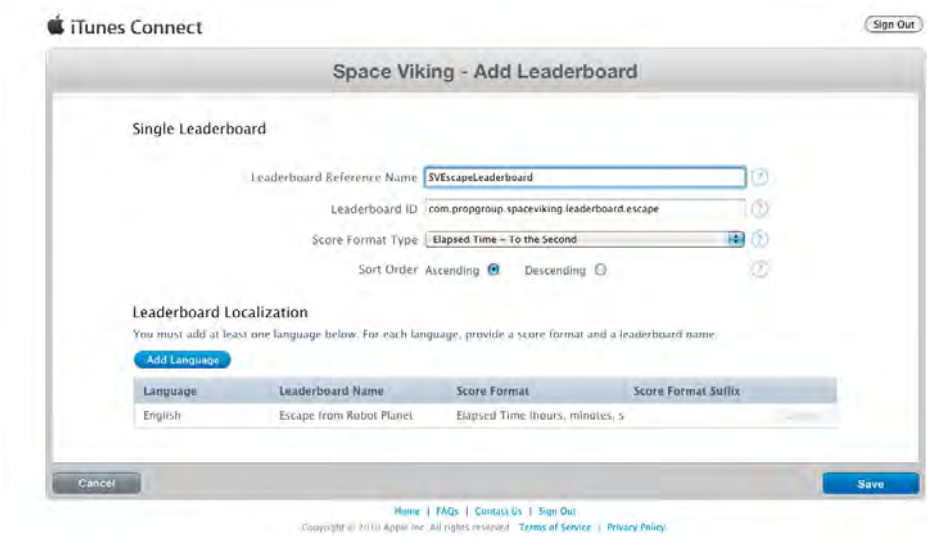 iTunes Connect
Sign Out
Space Viking - Add Leaderboard
Single Leaderboard
Leaderboard Reference Name SVEscapeLeaderboard ?
Leaderboard ID com.propgroup.spaceviking.leaderboard.escape ?
Score Format Type Elapsed Time - To the Second ?
Sort Order Ascending Descending ?
Leaderboard Localization
You must add at least one language below. For each language, provide a score format and a leaderboard name.
Add Language
Language Leaderboard Name Score Format Score Format Suffix
English Escape from Robot Planet Elapsed Time (hours, minutes, s
Cancel Save
Home | FAQs | Contact Us | Sign Out
Copyright © 2010 Apple Inc. All rights reserved. Terms of Service | Privacy Policy